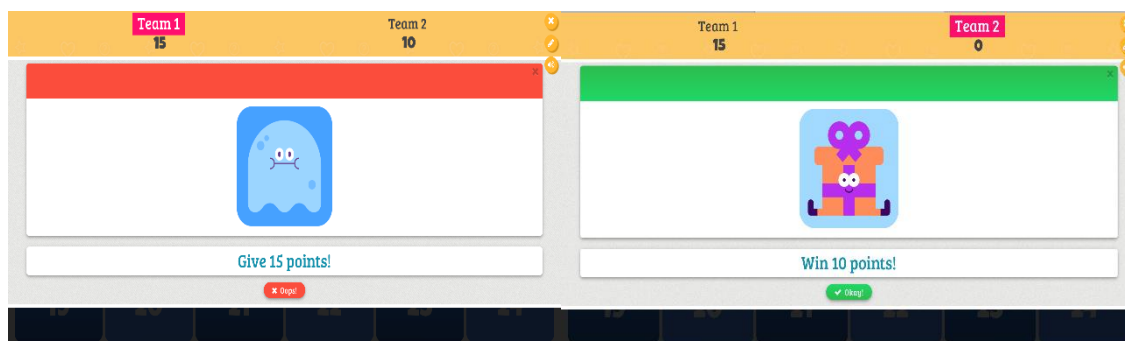 Team 1
15
Team 2
10
Give 15 points!
Oops!
Team 1
15
Team 2
0
Win 10 points!
Okay!